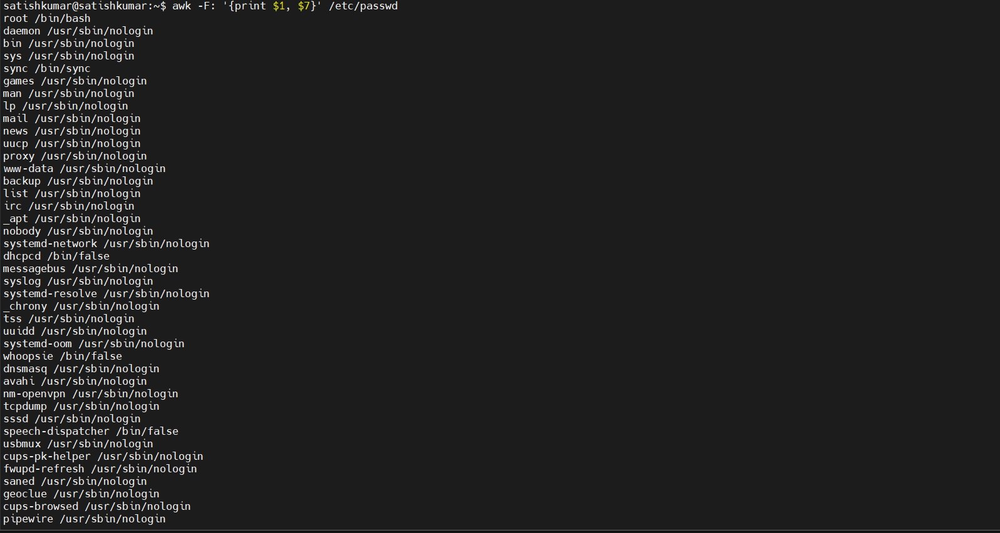 satishkumar@satishkumar:~$ awk -F: '{print $1, $7}' /etc/passwd
root /bin/bash
daemon /usr/sbin/nologin
bin /usr/sbin/nologin
sys /usr/sbin/nologin
sync /bin/sync
games /usr/sbin/nologin
man /usr/sbin/nologin
lp /usr/sbin/nologin
mail /usr/sbin/nologin
news /usr/sbin/nologin
uucp /usr/sbin/nologin
proxy /usr/sbin/nologin
www-data /usr/sbin/nologin
backup /usr/sbin/nologin
list /usr/sbin/nologin
irc /usr/sbin/nologin
_apt /usr/sbin/nologin
nobody /usr/sbin/nologin
systemd-network /usr/sbin/nologin
dhcpcd /bin/false
messagebus /usr/sbin/nologin
syslog /usr/sbin/nologin
systemd-resolve /usr/sbin/nologin
_chrony /usr/sbin/nologin
tss /usr/sbin/nologin
uuidd /usr/sbin/nologin
systemd-oom /usr/sbin/nologin
whoopsie /bin/false
dnsmasq /usr/sbin/nologin
avahi /usr/sbin/nologin
nm-openvpn /usr/sbin/nologin
tcpdump /usr/sbin/nologin
sssd /usr/sbin/nologin
speech-dispatcher /bin/false
usbmux /usr/sbin/nologin
cups-pk-helper /usr/sbin/nologin
fwupd-refresh /usr/sbin/nologin
saned /usr/sbin/nologin
geoclue /usr/sbin/nologin
cups-browsed /usr/sbin/nologin
pipewire /usr/sbin/nologin